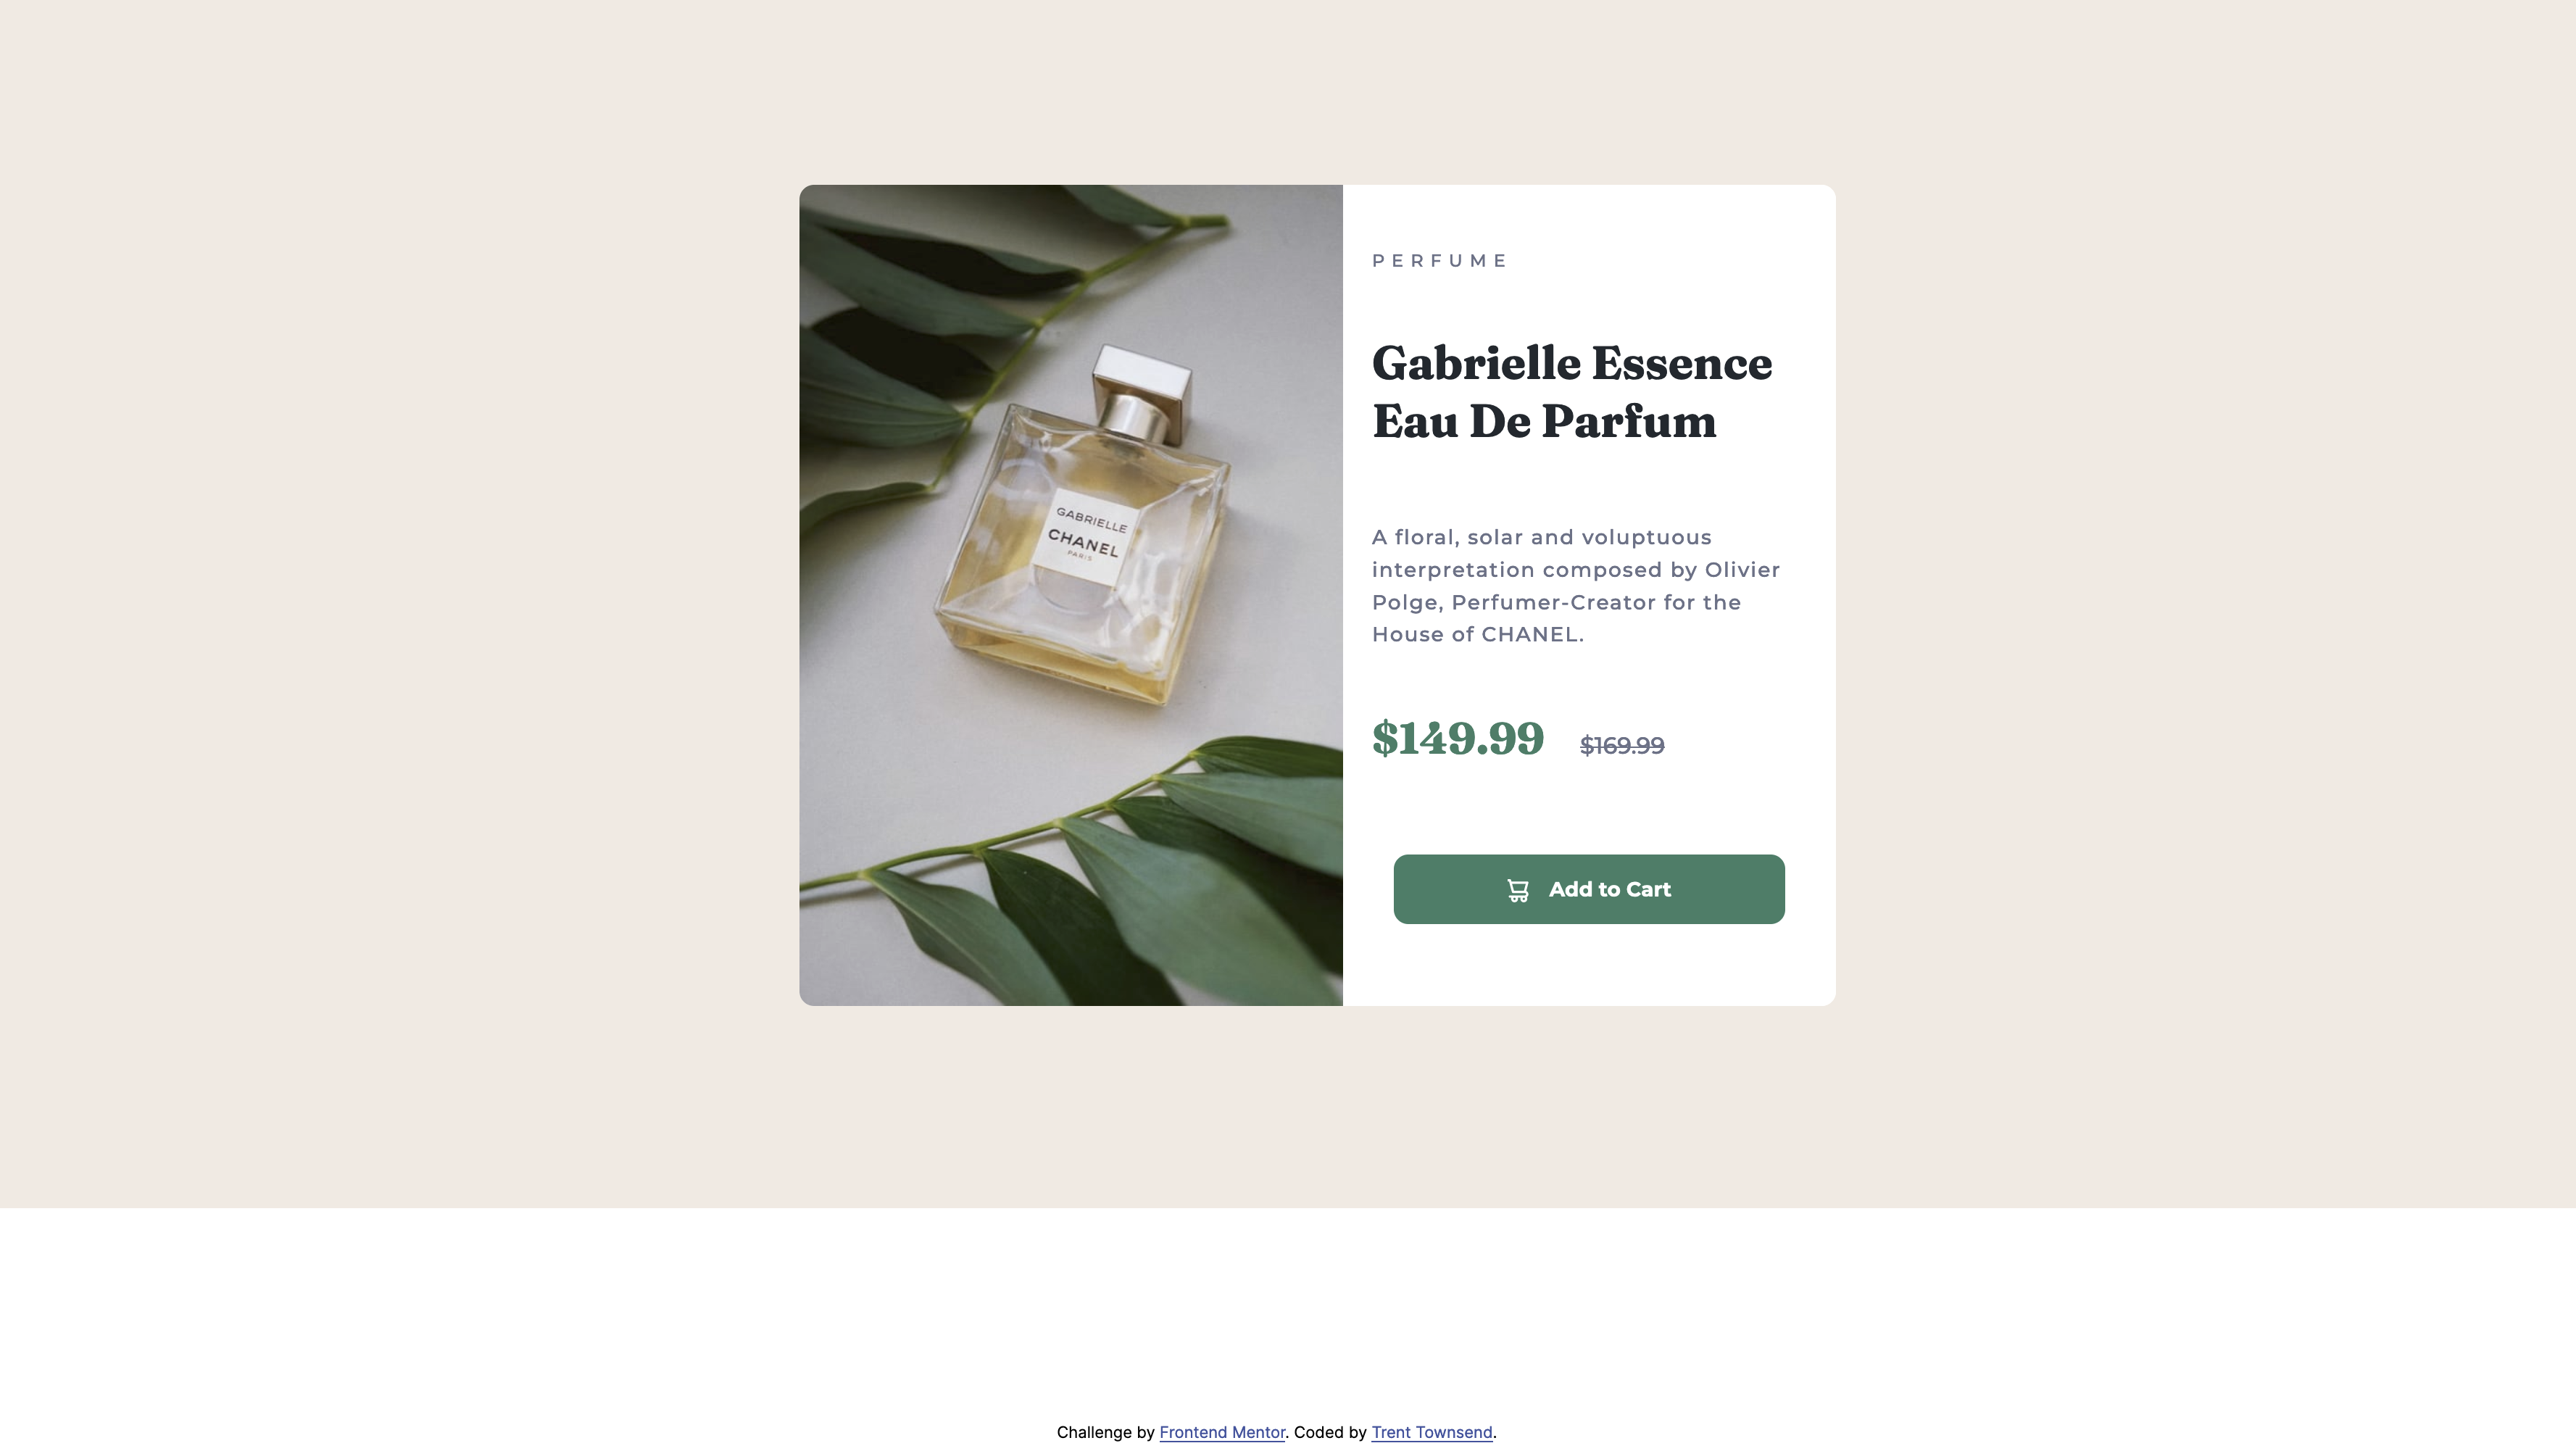 PERFUME
Gabrielle Essence
Eau De Parfum
GABRIELLE
CHANEL
PARIS
A floral, solar and voluptuous
interpretation composed by Olivier
Polge, Perfumer-Creator for the
House of CHANEL.
$149.99 $169.99
Add to Cart
Challenge by Frontend Mentor. Coded by Trent Townsend.